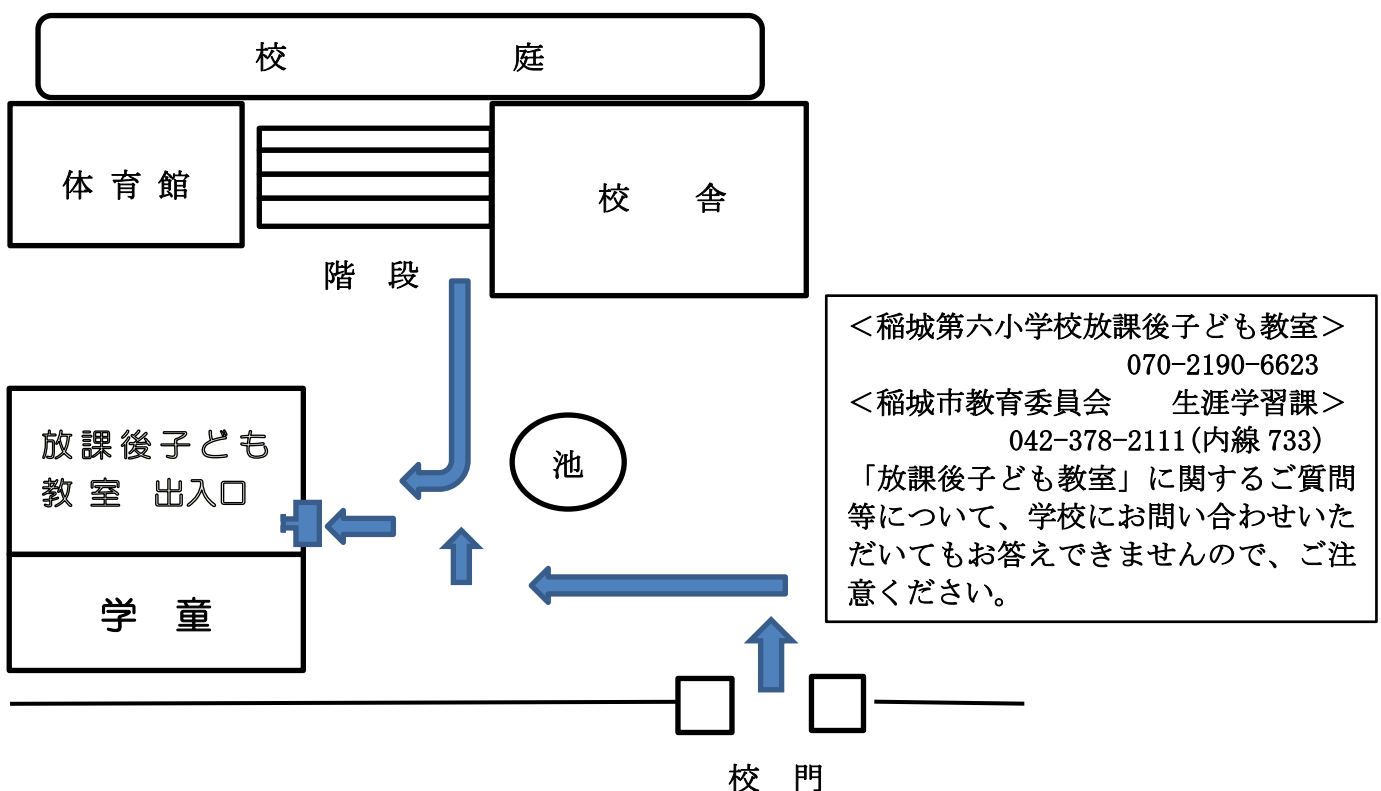 校　庭
体 育 館
校　舎
階　段
＜稲城第六小学校放課後子ども教室＞
070-2190-6623
＜稲城市教育委員会　　生涯学習課＞
042-378-2111(内線 733)
「放課後子ども教室」に関するご質問
等について、学校にお問い合わせいた
だいてもお答えできませんので、ご注
意ください。
放課後子ども
教 室　出入口
池
学　童
校　門